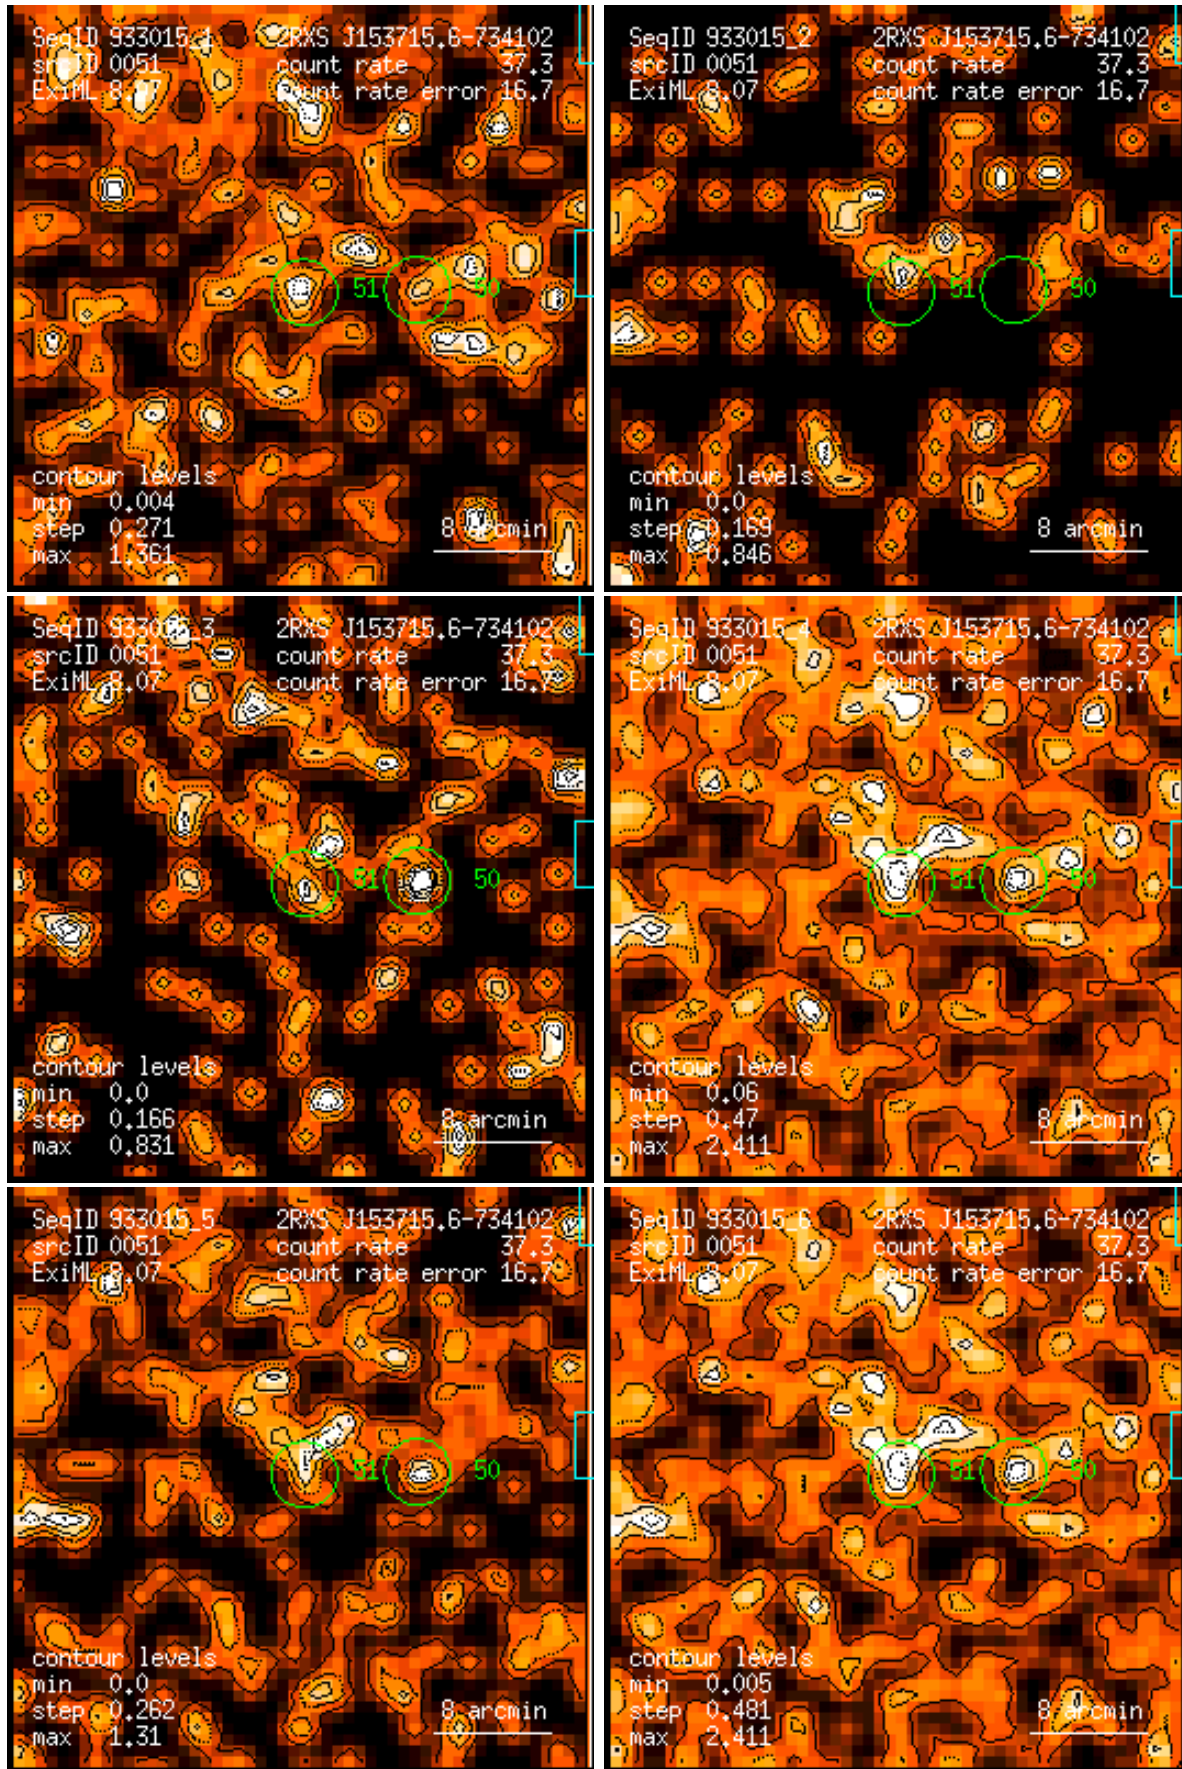 SeqID 933015_1 2RXS J153715.6-734102
srcID 0051 count rate 37.3
ExiML 8.07 count rate error 16.7
51 50
contour levels
min 0.004
step 0.271
max 1.361
8 arcmin
SeqID 933015_2 2RXS J153715.6-734102
srcID 0051 count rate 37.3
ExiML 8.07 count rate error 16.7
51 50
contour levels
min 0.0
step 0.169
max 0.846
8 arcmin
SeqID 933015_3 2RXS J153715.6-734102
srcID 0051 count rate 37.3
ExiML 8.07 count rate error 16.7
51 50
contour levels
min 0.0
step 0.166
max 0.831
8 arcmin
SeqID 933015_4 2RXS J153715.6-734102
srcID 0051 count rate 37.3
ExiML 8.07 count rate error 16.7
51 50
contour levels
min 0.06
step 0.47
max 2.411
8 arcmin
SeqID 933015_5 2RXS J153715.6-734102
srcID 0051 count rate 37.3
ExiML 8.07 count rate error 16.7
51 50
contour levels
min 0.0
step 0.262
max 1.31
8 arcmin
SeqID 933015_6 2RXS J153715.6-734102
srcID 0051 count rate 37.3
ExiML 8.07 count rate error 16.7
51 50
contour levels
min 0.005
step 0.481
max 2.411
8 arcmin